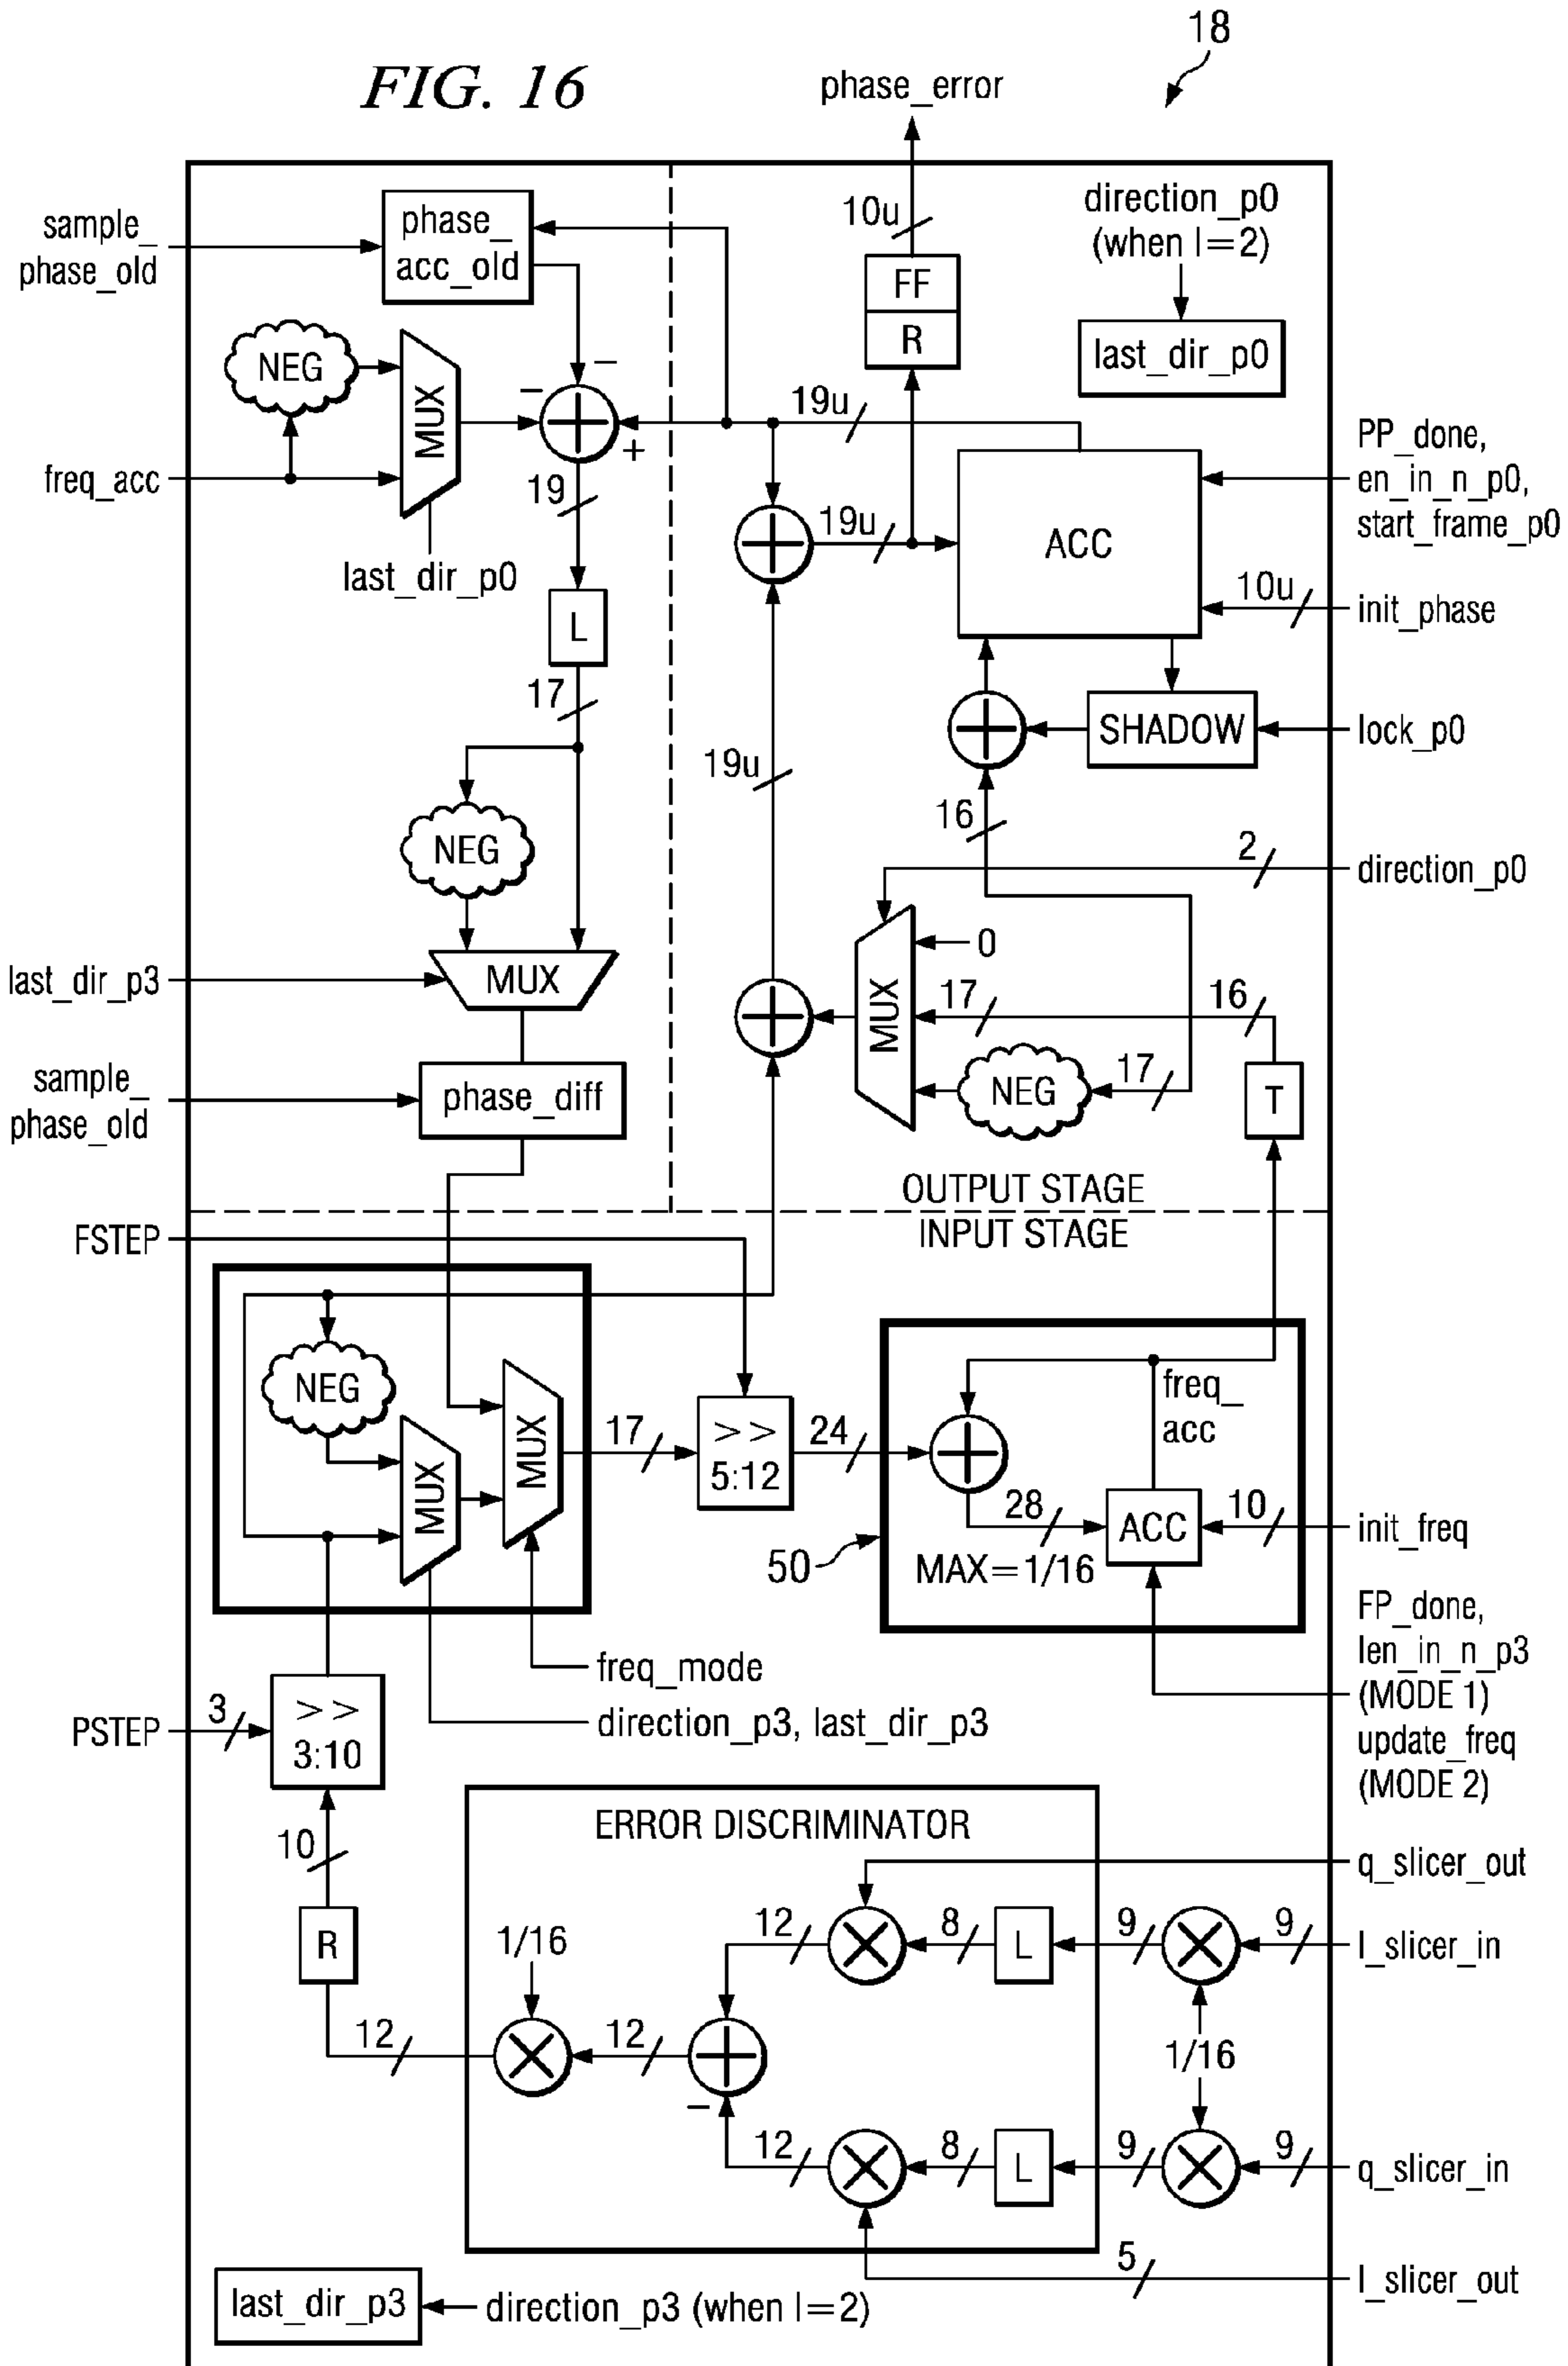 18
FIG. 16
phase_error
sample_
phase_old
phase_
acc_old
10u
FF
R
direction_p0
(when l=2)
last_dir_p0
NEG
MUX
freq_acc
last_dir_p0
−
−
+
19
19u
19u
ACC
PP_done,
en_in_n_p0,
start_frame_p0
10u
init_phase
L
17
SHADOW
lock_p0
19u
16
2
direction_p0
NEG
0
last_dir_p3
MUX
MUX
17
16
sample_
phase_old
phase_diff
NEG
17
T
OUTPUT STAGE
INPUT STAGE
FSTEP
NEG
MUX
MUX
17
>>
5:12
24
freq_
acc
28
MAX=1/16
ACC
10
init_freq
50
FP_done,
len_in_n_p3
(MODE 1)
update_freq
(MODE 2)
freq_mode
direction_p3, last_dir_p3
PSTEP
3
>>
3:10
10
R
ERROR DISCRIMINATOR
q_slicer_out
1/16
12
8
L
9
9
l_slicer_in
12
12
1/16
−
12
8
L
9
9
q_slicer_in
5
l_slicer_out
last_dir_p3
direction_p3 (when l=2)